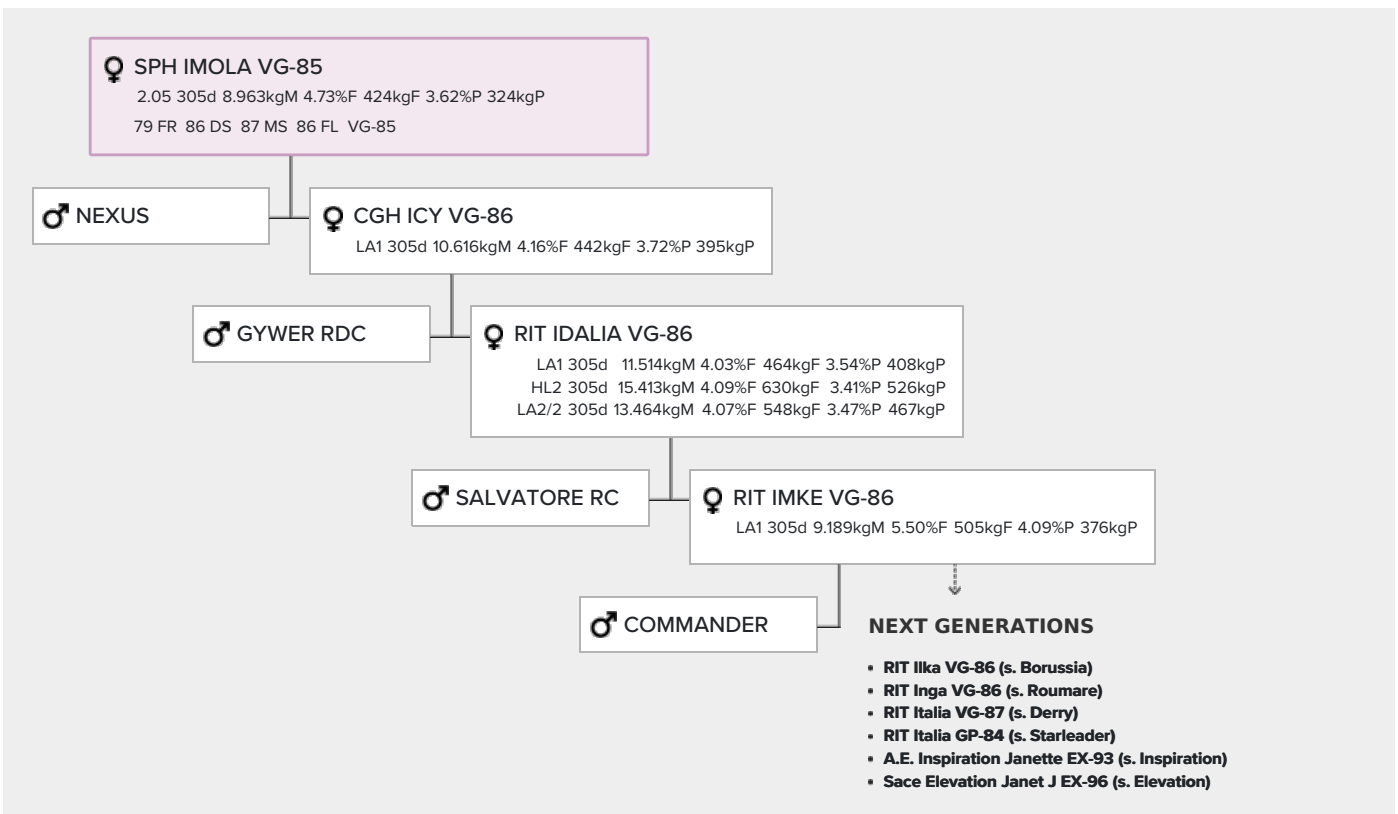 SPH IMOLA VG-85
2.05 305d 8.963kgM 4.73%F 424kgF 3.62%P 324kgP
79 FR 86 DS 87 MS 86 FL VG-85
NEXUS
CGH ICY VG-86
LA1 305d 10.616kgM 4.16%F 442kgF 3.72%P 395kgP
GYWER RDC
RIT IDALIA VG-86
LA1 305d 11.514kgM 4.03%F 464kgF 3.54%P 408kgP
HL2 305d 15.413kgM 4.09%F 630kgF 3.41%P 526kgP
LA2/2 305d 13.464kgM 4.07%F 548kgF 3.47%P 467kgP
SALVATORE RC
RIT IMKE VG-86
LA1 305d 9.189kgM 5.50%F 505kgF 4.09%P 376kgP
COMMANDER
NEXT GENERATIONS
• RIT Ilka VG-86 (s. Borussia)
• RIT Inga VG-86 (s. Roumare)
• RIT Italia VG-87 (s. Derry)
• RIT Italia GP-84 (s. Starleader)
• A.E. Inspiration Janette EX-93 (s. Inspiration)
• Sace Elevation Janet J EX-96 (s. Elevation)